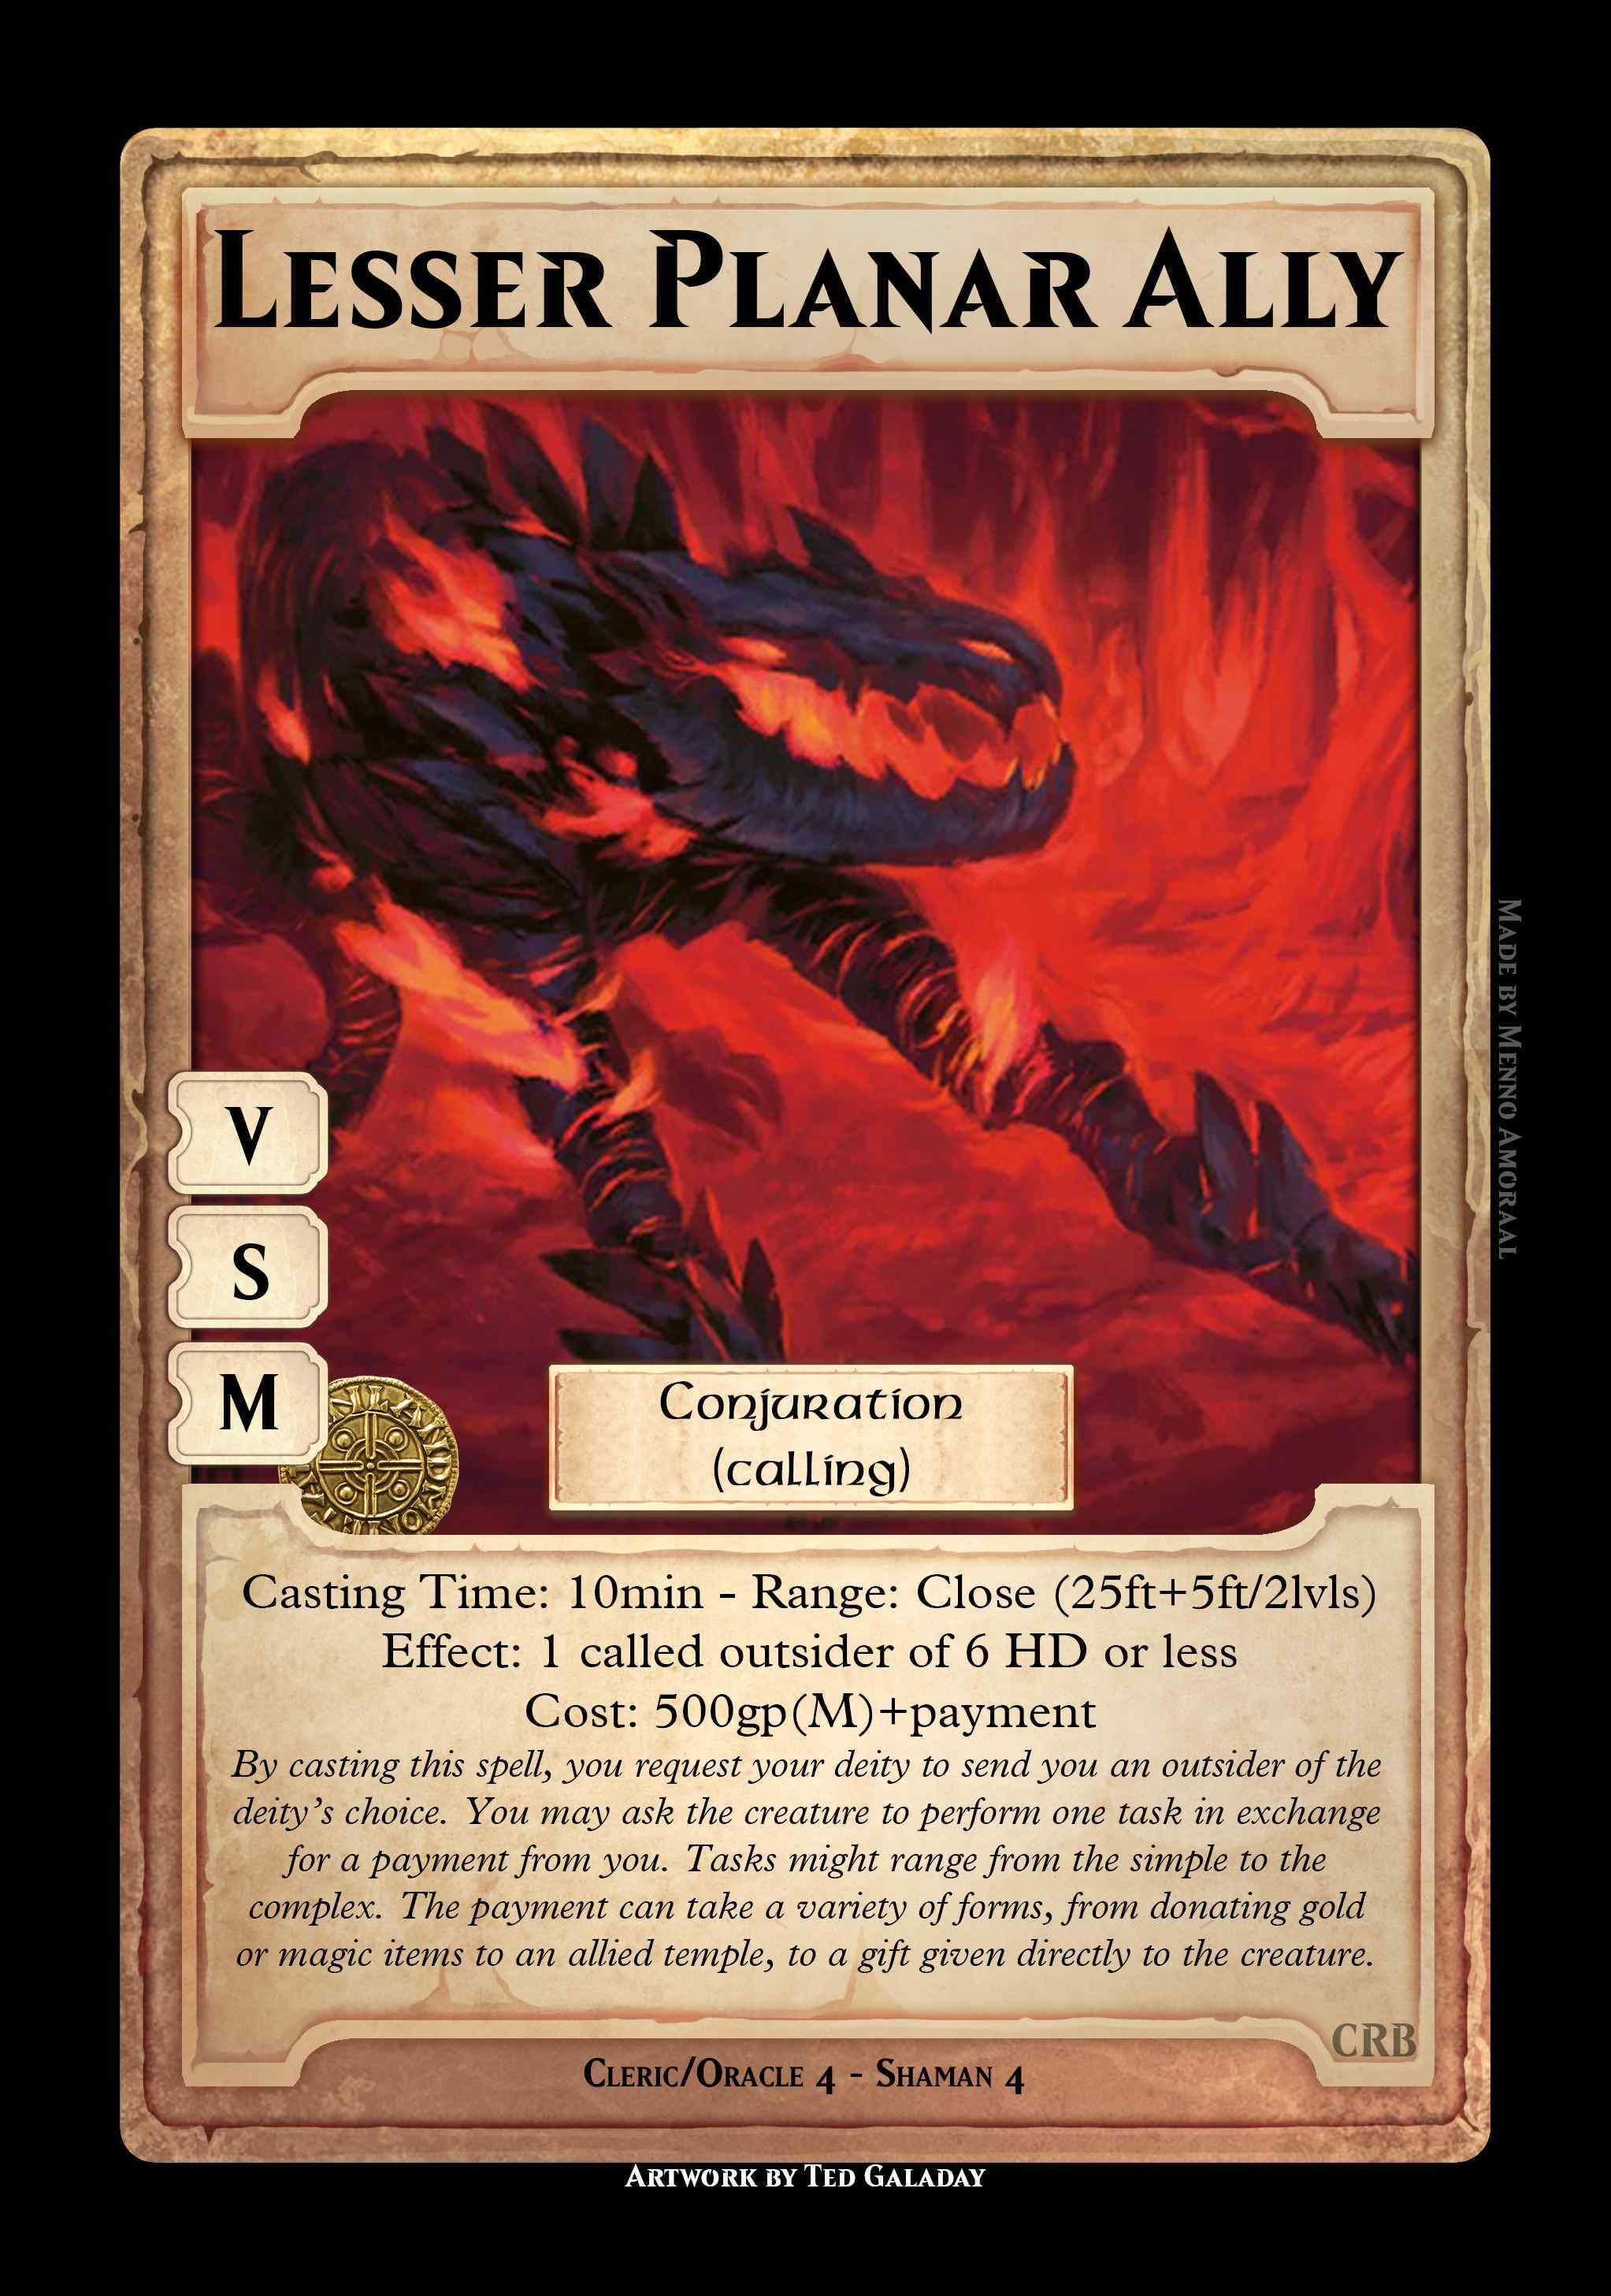 Lesser Planar Ally
Made by Menno Amoraal
V
S
M
Conjuration
(calling)
Casting Time: 10min - Range: Close (25ft+5ft/2lvls)
Effect: 1 called outsider of 6 HD or less
Cost: 500gp(M)+payment
By casting this spell, you request your deity to send you an outsider of the
deity’s choice. You may ask the creature to perform one task in exchange
for a payment from you. Tasks might range from the simple to the
complex. The payment can take a variety of forms, from donating gold
or magic items to an allied temple, to a gift given directly to the creature.
CRB
Cleric/Oracle 4 - Shaman 4
Artwork by Ted Galaday